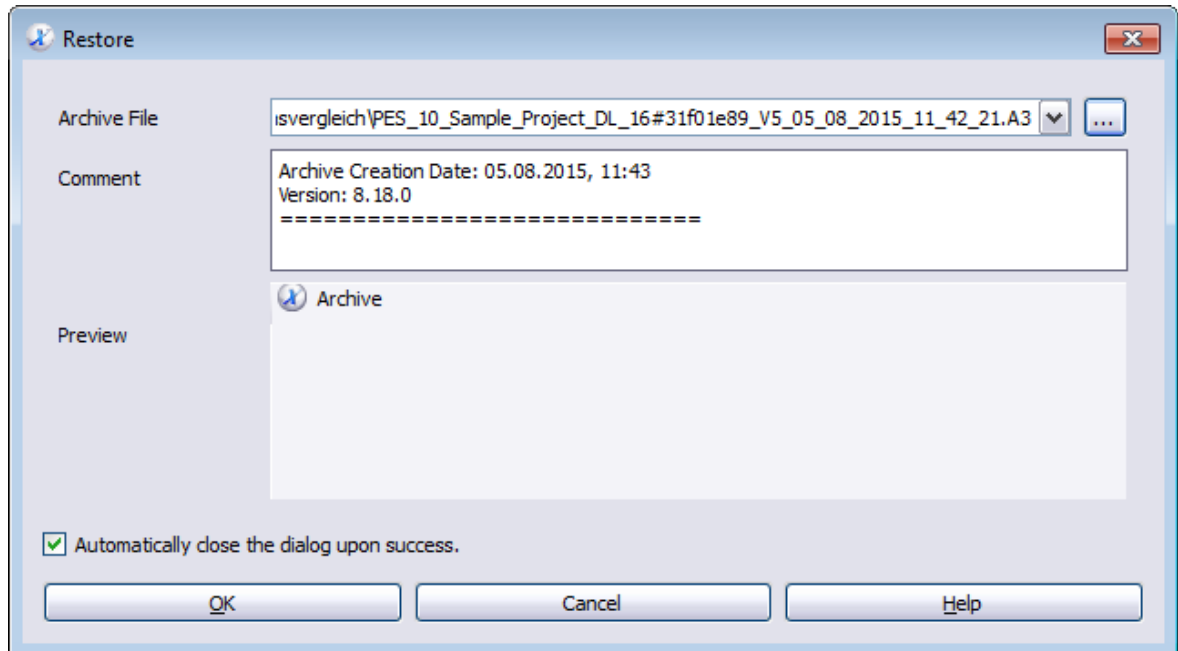 Restore
Archive File
ısvergleich\PES_10_Sample_Project_DL_16#31f01e89_V5_05_08_2015_11_42_21.A3
...
Comment
Archive Creation Date: 05.08.2015, 11:43
Version: 8.18.0
=============================
Archive
Preview
Automatically close the dialog upon success.
OK
Cancel
Help